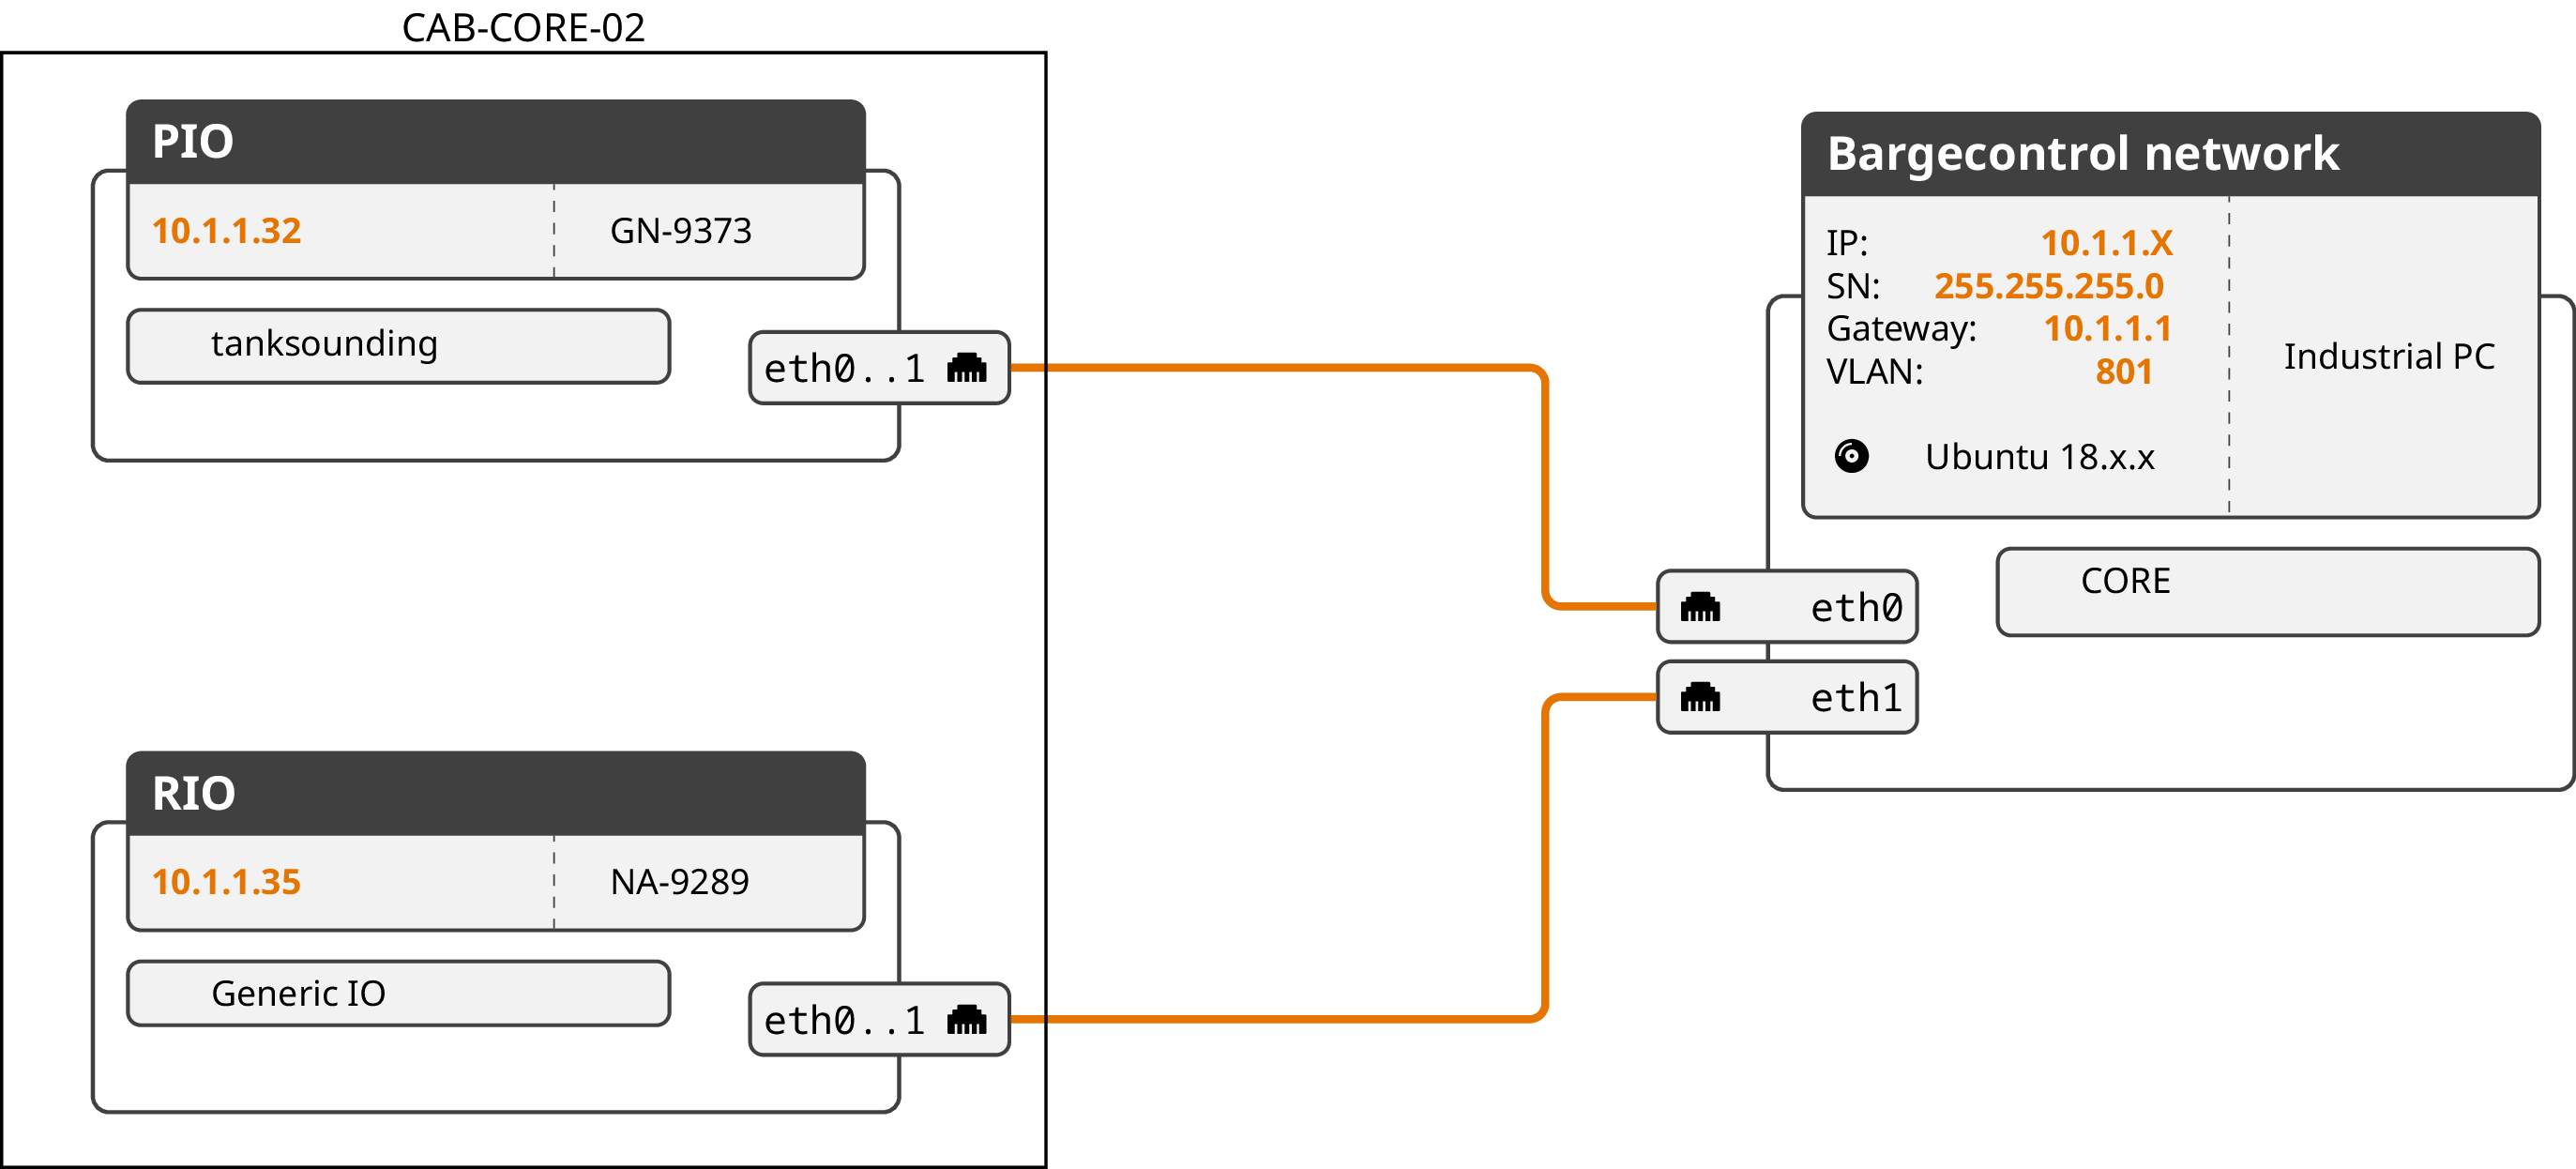 CAB-CORE-02
PIO
10.1.1.32 GN-9373
tanksounding
eth0..1
RIO
10.1.1.35 NA-9289
Generic IO
eth0..1
Bargecontrol network
IP: 10.1.1.X
SN: 255.255.255.0
Gateway: 10.1.1.1
VLAN: 801
Industrial PC
Ubuntu 18.x.x
CORE
eth0
eth1